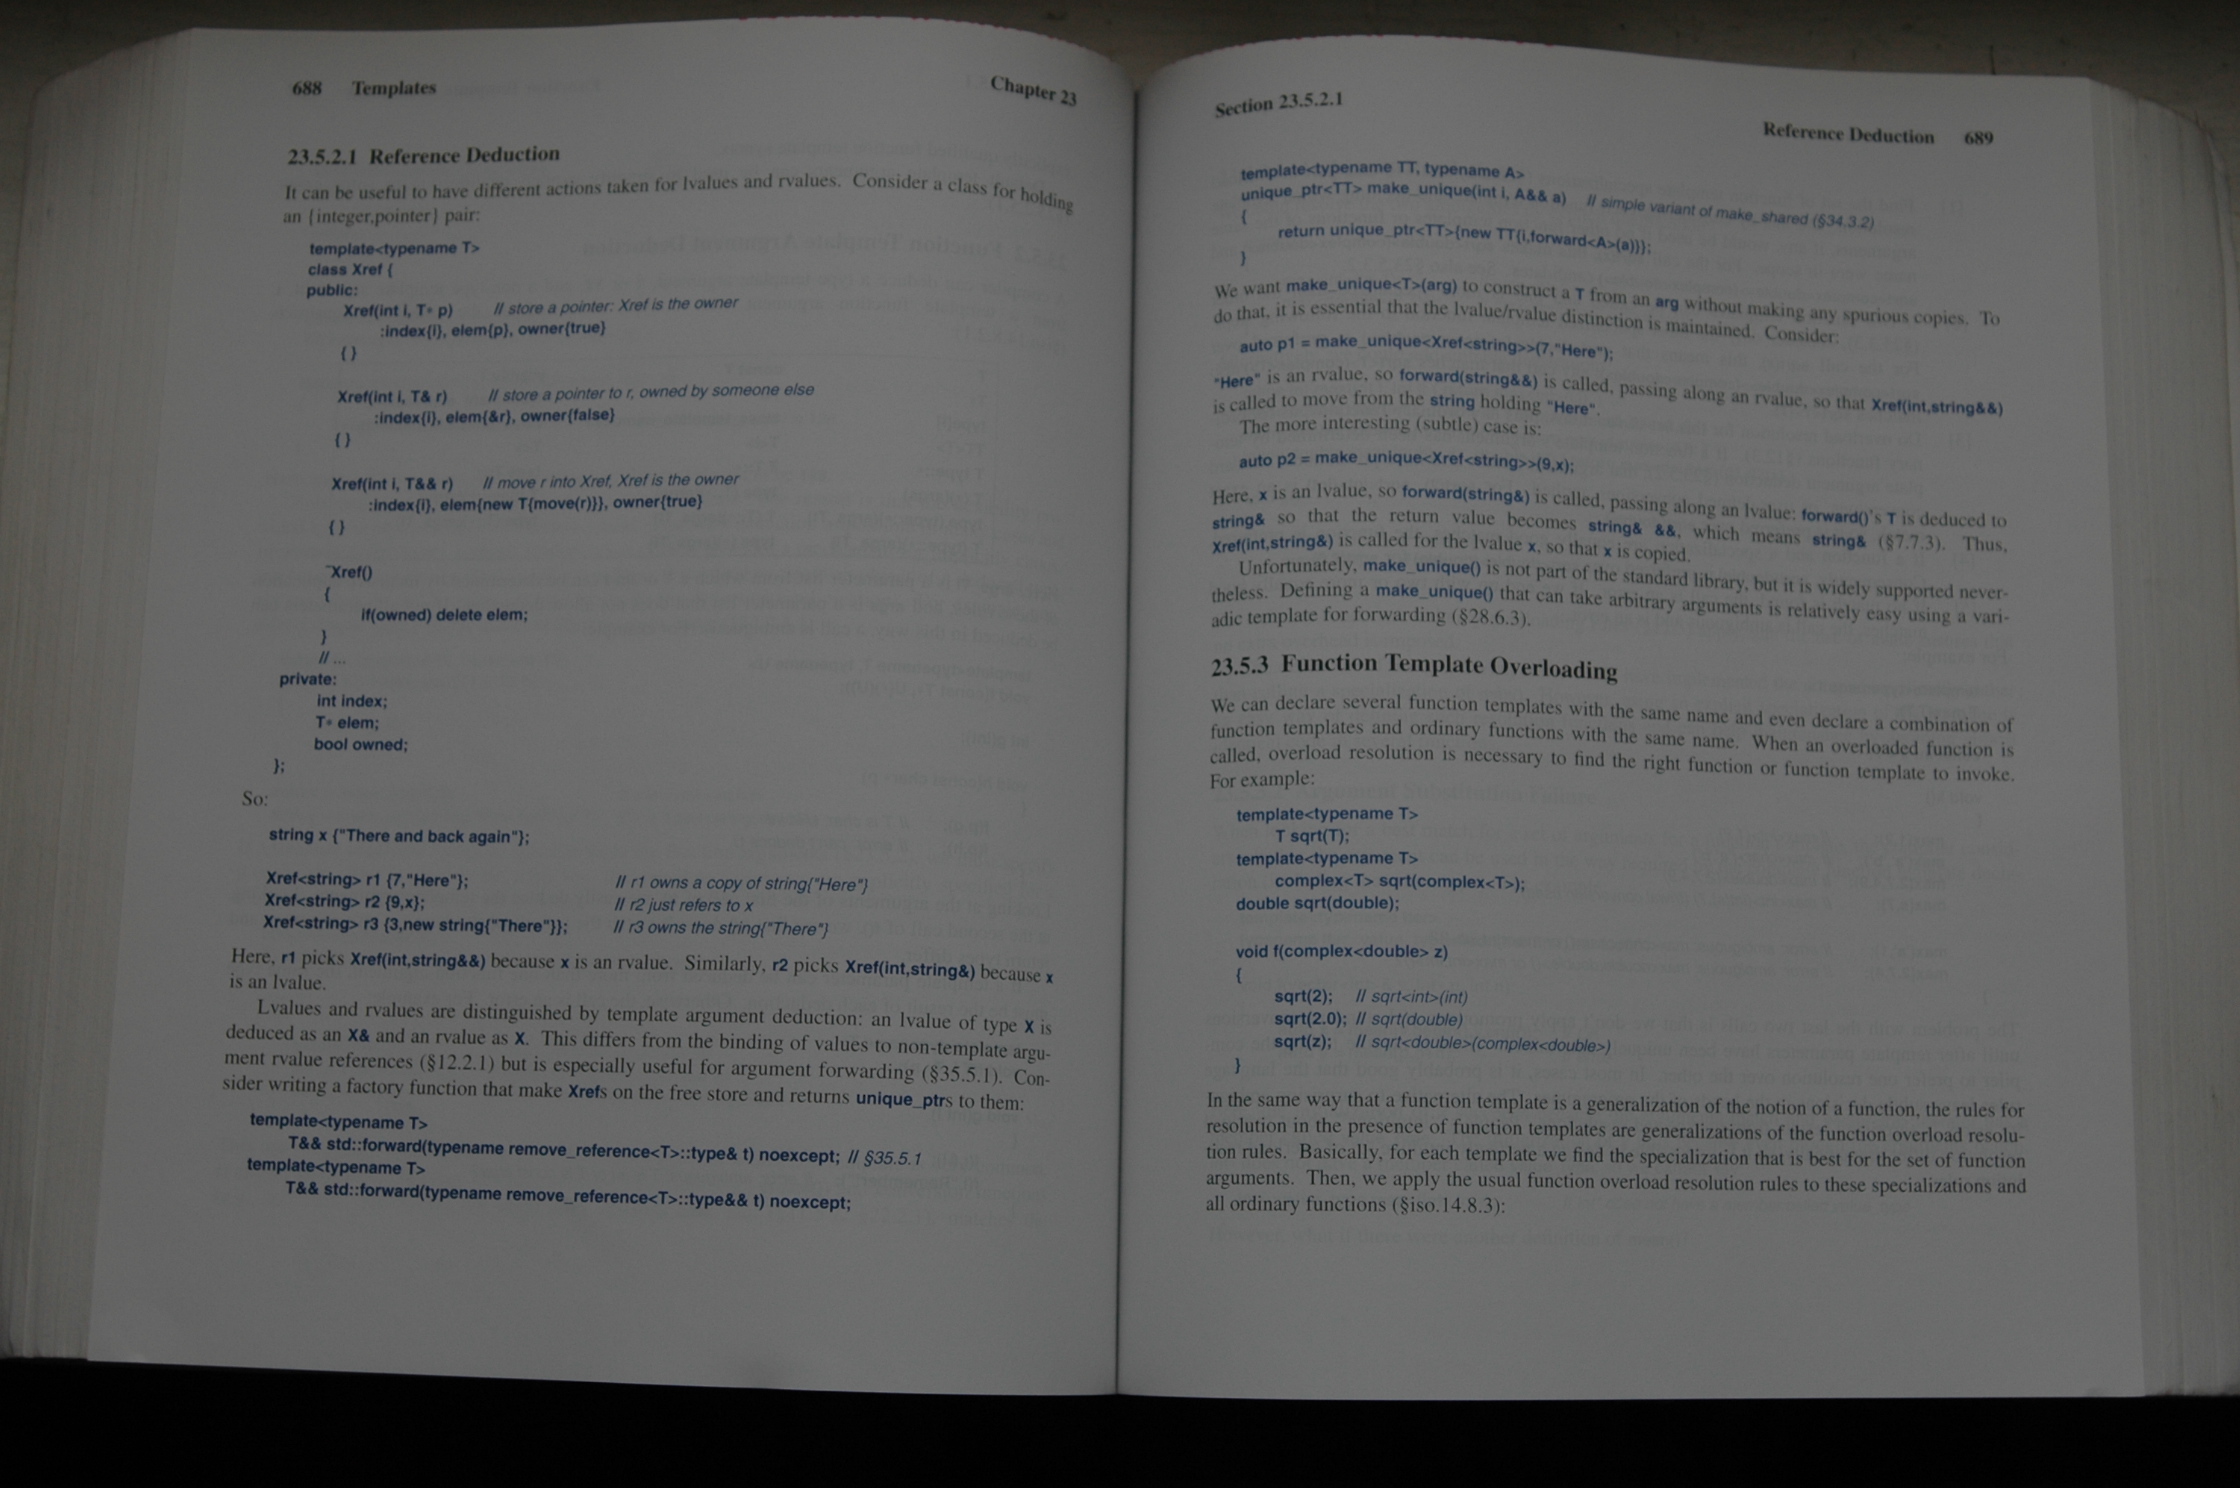 688 Templates Chapter 23
23.5.2.1 Reference Deduction
It can be useful to have different actions taken for lvalues and rvalues. Consider a class for holding
an {integer,pointer} pair:
template<typename T>
class Xref {
public:
Xref(int i, T* p) // store a pointer: Xref is the owner
:index{i}, elem{p}, owner{true}
{ }
Xref(int i, T& r) // store a pointer to r, owned by someone else
:index{i}, elem{&r}, owner{false}
{ }
Xref(int i, T&& r) // move r into Xref, Xref is the owner
:index{i}, elem{new T{move(r)}}, owner{true}
{ }
~Xref()
{
if(owned) delete elem;
}
// ...
private:
int index;
T* elem;
bool owned;
};
So:
string x {"There and back again"};
Xref<string> r1 {7,"Here"}; // r1 owns a copy of string{"Here"}
Xref<string> r2 {9,x}; // r2 just refers to x
Xref<string> r3 {3,new string{"There"}}; // r3 owns the string{"There"}
Here, r1 picks Xref(int,string&&) because x is an rvalue. Similarly, r2 picks Xref(int,string&) because x
is an lvalue.
Lvalues and rvalues are distinguished by template argument deduction: an lvalue of type X is
deduced as an X& and an rvalue as X. This differs from the binding of values to non-template argu-
ment rvalue references (§12.2.1) but is especially useful for argument forwarding (§35.5.1). Con-
sider writing a factory function that make Xrefs on the free store and returns unique_ptrs to them:
template<typename T>
T&& std::forward(typename remove_reference<T>::type& t) noexcept; // §35.5.1
template<typename T>
T&& std::forward(typename remove_reference<T>::type&& t) noexcept;
Section 23.5.2.1 Reference Deduction 689
template<typename TT, typename A>
unique_ptr<TT> make_unique(int i, A&& a) // simple variant of make_shared (§34.3.2)
{
return unique_ptr<TT>{new TT{i,forward<A>(a)}};
}
We want make_unique<T>(arg) to construct a T from an arg without making any spurious copies. To
do that, it is essential that the lvalue/rvalue distinction is maintained. Consider:
auto p1 = make_unique<Xref<string>>(7,"Here");
"Here" is an rvalue, so forward(string&&) is called, passing along an rvalue, so that Xref(int,string&&)
is called to move from the string holding "Here".
The more interesting (subtle) case is:
auto p2 = make_unique<Xref<string>>(9,x);
Here, x is an lvalue, so forward(string&) is called, passing along an lvalue: forward()'s T is deduced to
string& so that the return value becomes string& &&, which means string& (§7.7.3). Thus,
Xref(int,string&) is called for the lvalue x, so that x is copied.
Unfortunately, make_unique() is not part of the standard library, but it is widely supported never-
theless. Defining a make_unique() that can take arbitrary arguments is relatively easy using a vari-
adic template for forwarding (§28.6.3).
23.5.3 Function Template Overloading
We can declare several function templates with the same name and even declare a combination of
function templates and ordinary functions with the same name. When an overloaded function is
called, overload resolution is necessary to find the right function or function template to invoke.
For example:
template<typename T>
T sqrt(T);
template<typename T>
complex<T> sqrt(complex<T>);
double sqrt(double);
void f(complex<double> z)
{
sqrt(2); // sqrt<int>(int)
sqrt(2.0); // sqrt(double)
sqrt(z); // sqrt<double>(complex<double>)
}
In the same way that a function template is a generalization of the notion of a function, the rules for
resolution in the presence of function templates are generalizations of the function overload resolu-
tion rules. Basically, for each template we find the specialization that is best for the set of function
arguments. Then, we apply the usual function overload resolution rules to these specializations and
all ordinary functions (§iso.14.8.3):